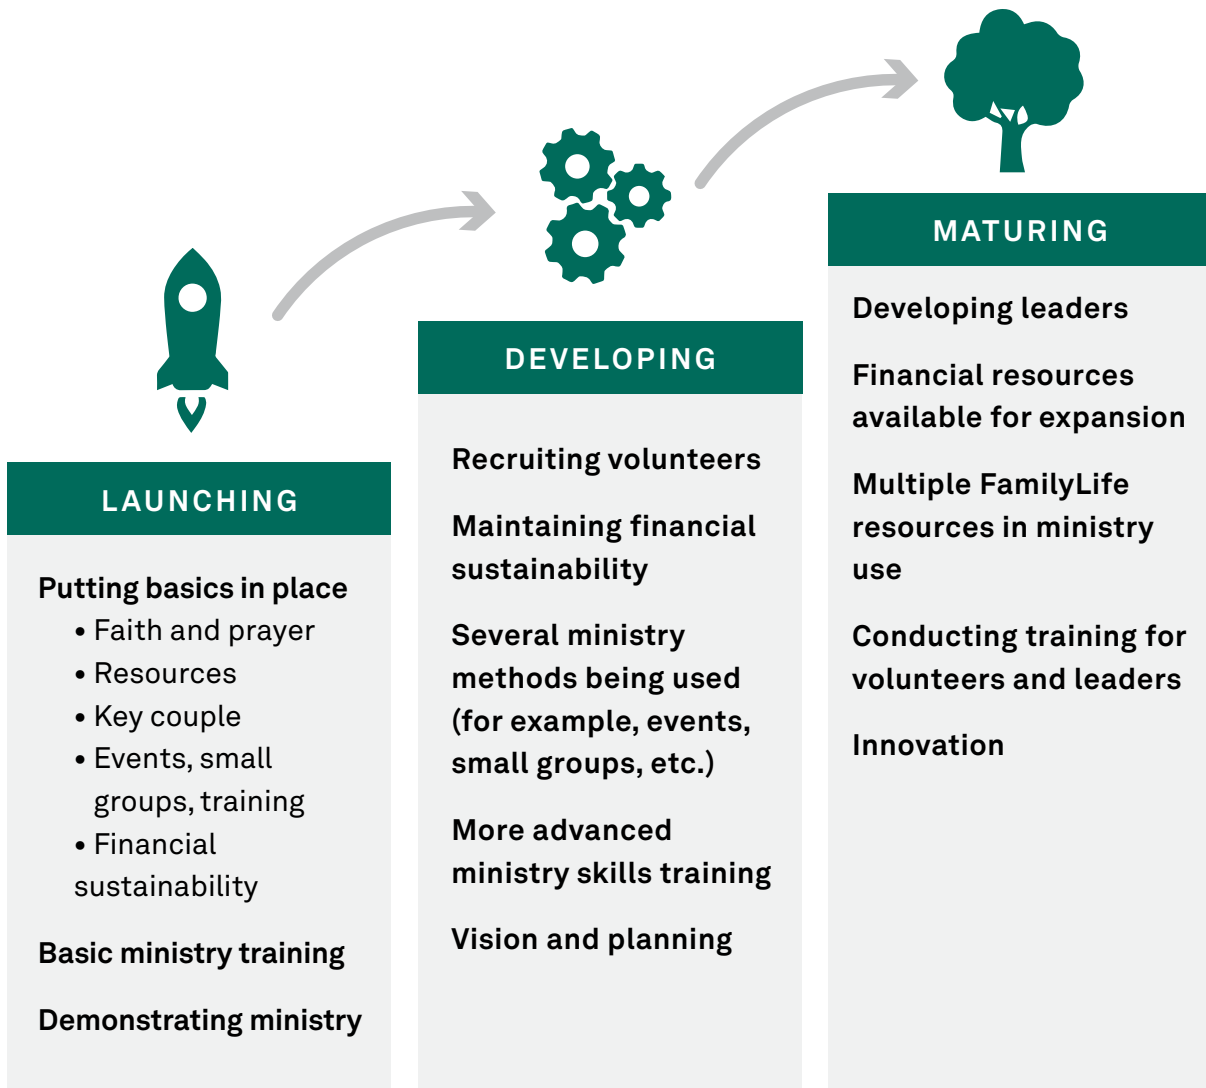 LAUNCHING
Putting basics in place
• Faith and prayer
• Resources
• Key couple
• Events, small
groups, training
• Financial
sustainability
Basic ministry training
Demonstrating ministry
DEVELOPING
Recruiting volunteers
Maintaining financial
sustainability
Several ministry
methods being used
(for example, events,
small groups, etc.)
More advanced
ministry skills training
Vision and planning
MATURING
Developing leaders
Financial resources
available for expansion
Multiple FamilyLife
resources in ministry
use
Conducting training for
volunteers and leaders
Innovation